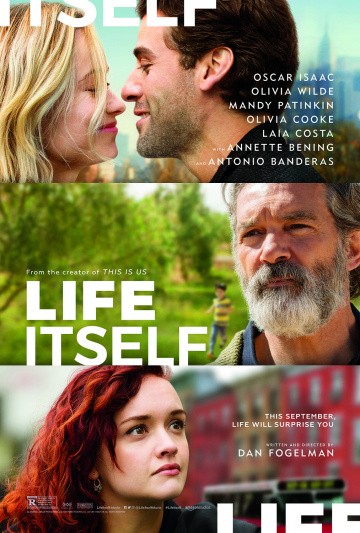 ITSELF
OSCAR ISAAC
OLIVIA WILDE
MANDY PATINKIN
OLIVIA COOKE
LAIA COSTA
WITH ANNETTE BENING
AND ANTONIO BANDERAS
From the creator of THIS IS US
LIFE
ITSELF
THIS SEPTEMBER,
LIFE WILL SURPRISE YOU
WRITTEN AND DIRECTED BY
DAN FOGELMAN
R
LIFE